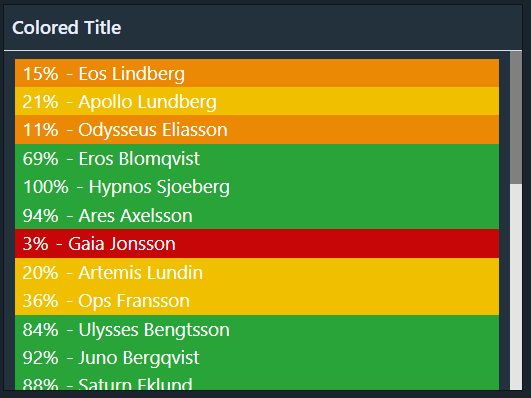 Colored Title
15% - Eos Lindberg
21% - Apollo Lundberg
11% - Odysseus Eliasson
69% - Eros Blomqvist
100% - Hypnos Sjoeberg
94% - Ares Axelsson
3% - Gaia Jonsson
20% - Artemis Lundin
36% - Ops Fransson
84% - Ulysses Bengtsson
92% - Juno Bergqvist
88% - Saturn Eklund